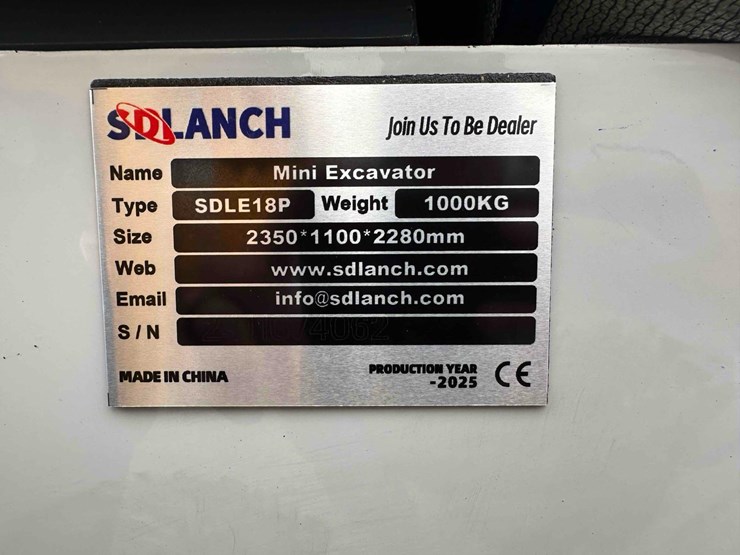 SDLANCH
Join Us To Be Dealer
Name Mini Excavator
Type SDLE18P Weight 1000KG
Size 2350*1100*2280mm
Web www.sdlanch.com
Email info@sdlanch.com
S/N
MADE IN CHINA
PRODUCTION YEAR
-2025
CE